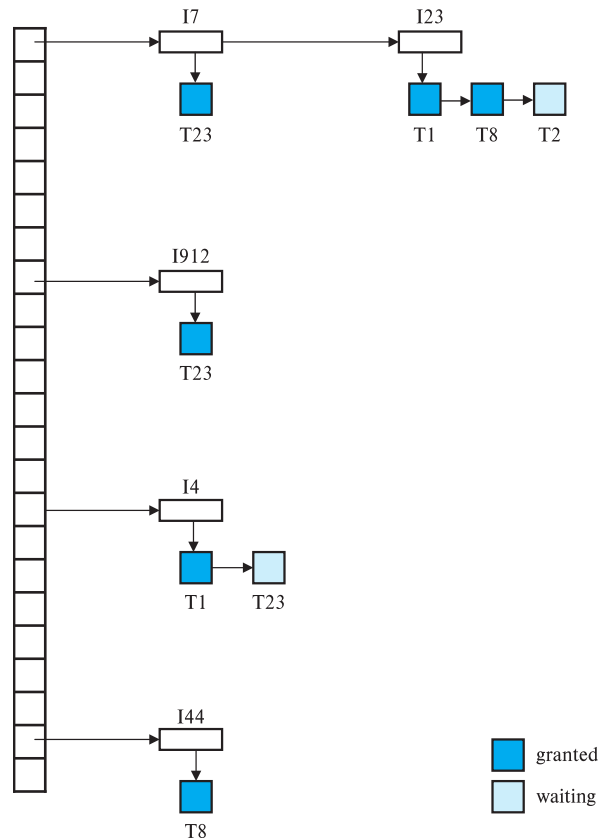 I7 I23
T23 T1 T8 T2
I912
T23
I4
T1 T23
I44
granted
waiting
T8